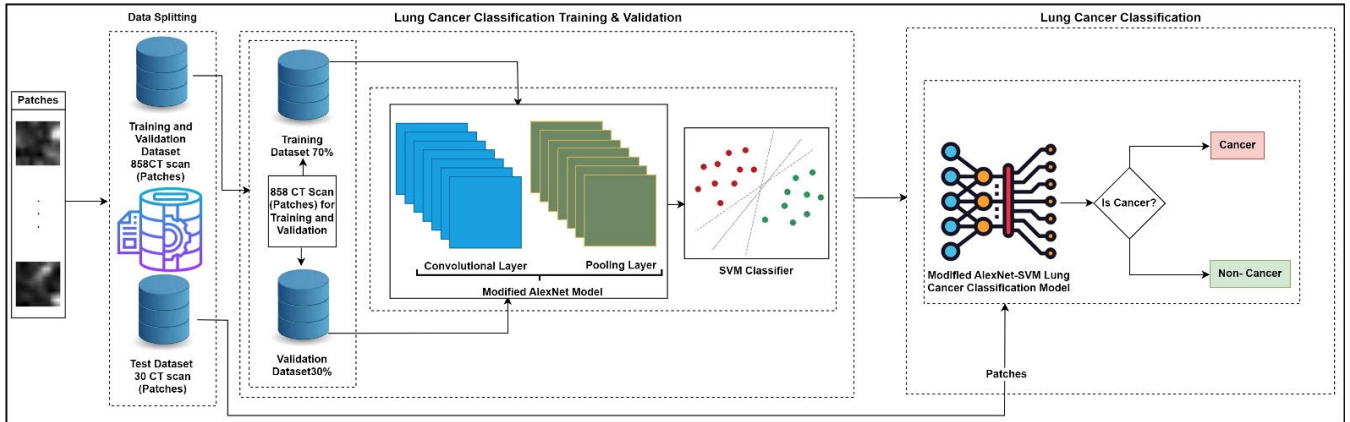 Data Splitting
Lung Cancer Classification Training & Validation
Lung Cancer Classification
Patches
.
.
.
Training and
Validation
Dataset
858CT scan
(Patches)
Test Dataset
30 CT scan
(Patches)
Training
Dataset 70%
858 CT Scan
(Patches) for
Training and
Validation
Validation
Dataset30%
Convolutional Layer
Pooling Layer
Modified AlexNet Model
SVM Classifier
Modified AlexNet-SVM Lung
Cancer Classification Model
Is Cancer?
Cancer
Non- Cancer
Patches